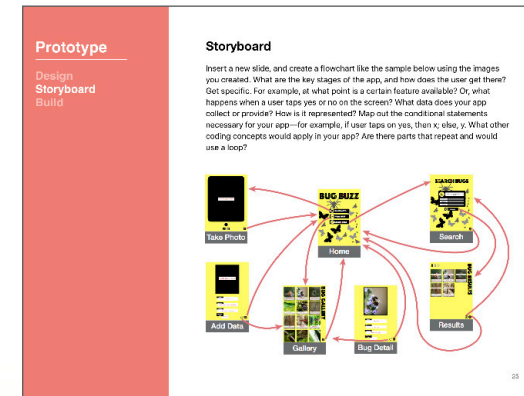 Prototype
Design
Storyboard
Build
Storyboard
Insert a new slide, and create a flowchart like the sample below using the images
you created. What are the key stages of the app, and how does the user get there?
Get specific. For example, at what point is a certain feature available? Or, what
happens when a user taps yes or no on the screen? What data does your app
collect or provide? How is it represented? Map out the conditional statements
necessary for your app—for example, if user taps on yes, then x; else, y. What other
coding concepts would apply in your app? Are there parts that repeat and would
use a loop?
Take Photo
BUG BUZZ
Home
SEARCH BUGS
Search
Add Data
BUG GALLERY
Gallery
Bug Detail
BUG RESULTS
Results
25